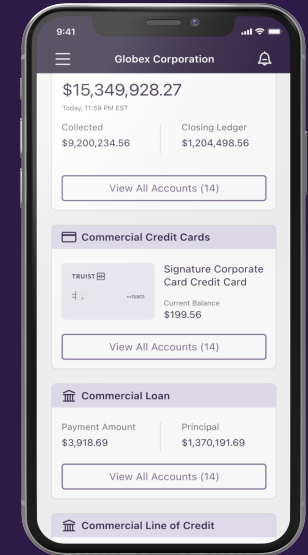 9:41
Globex Corporation
$15,349,928.27
Today, 11:59 PM EST
Collected
Closing Ledger
$9,200,234.56
$1,204,498.56
View All Accounts (14)
Commercial Credit Cards
TRUIST
Signature Corporate
Card Credit Card
••15901
Current Balance
$199.56
View All Accounts (14)
Commercial Loan
Payment Amount
Principal
$3,918.69
$1,370,191.69
View All Accounts (14)
Commercial Line of Credit